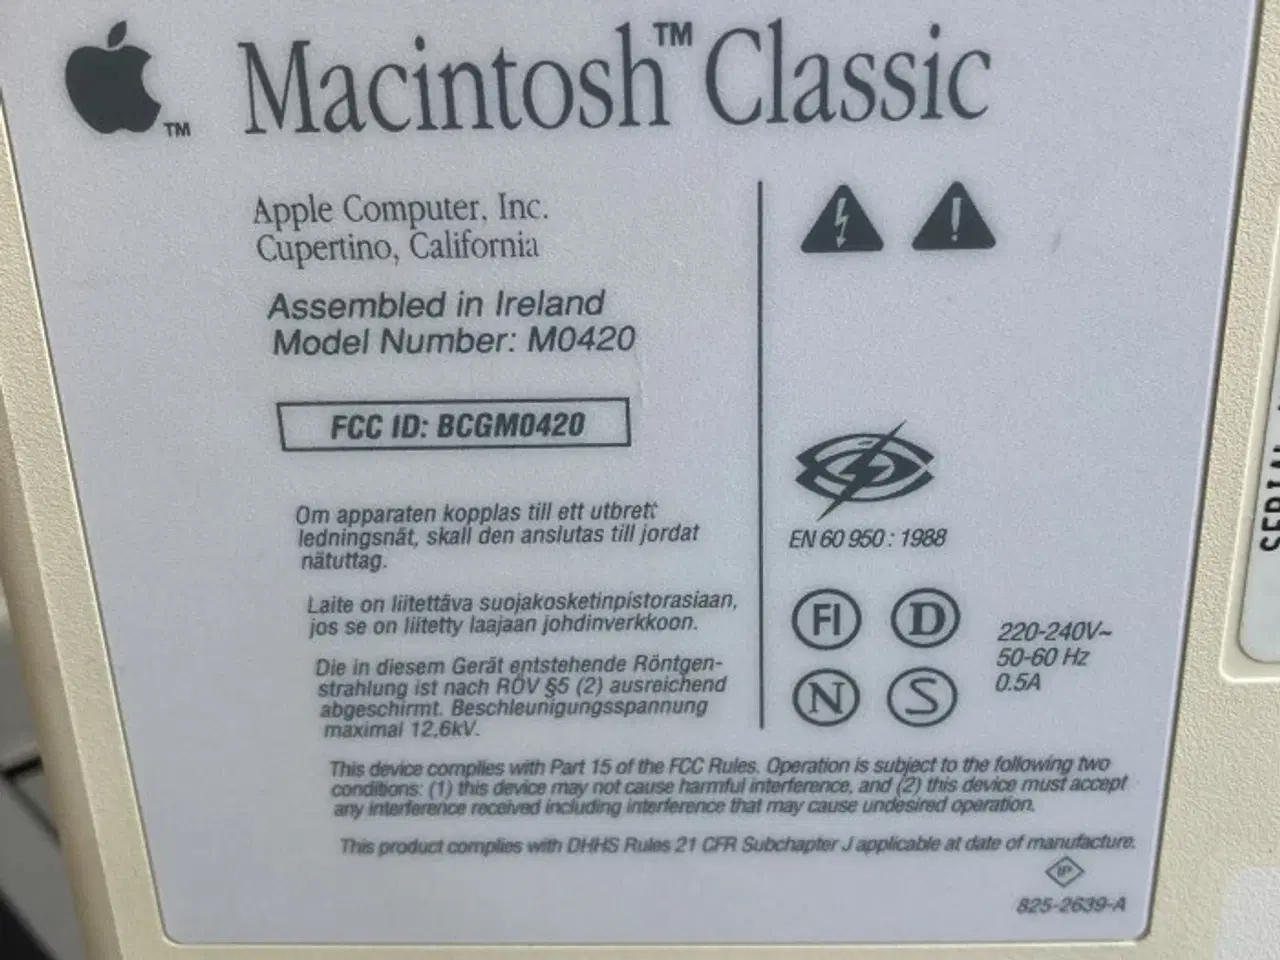 Macintosh™ Classic
™
Apple Computer, Inc.
Cupertino, California
Assembled in Ireland
Model Number: M0420
FCC ID: BCGM0420
Om apparaten kopplas till ett utbrett
ledningsnåt, skall den anslutas till jordat
nätuttag.
Laite on liitettåva suojakosketinpistorasiaan,
jos se on liitetty laajaan johdinverkkoon.
Die in diesem Gerät entstehende Röntgen-
strahlung ist nach RÖV §5 (2) ausreichend
abgeschirmt. Beschleunigungsspannung
maximal 12,6kV.
EN 60 950 : 1988
FI D
N S
220-240V~
50-60 Hz
0.5A
This device complies with Part 15 of the FCC Rules. Operation is subject to the following two
conditions: (1) this device may not cause harmful interference, and (2) this device must accept
any interference received including interference that may cause undesired operation.
This product complies with DHHS Rules 21 CFR Subchapter J applicable at date of manufacture.
IP
825-2639-A